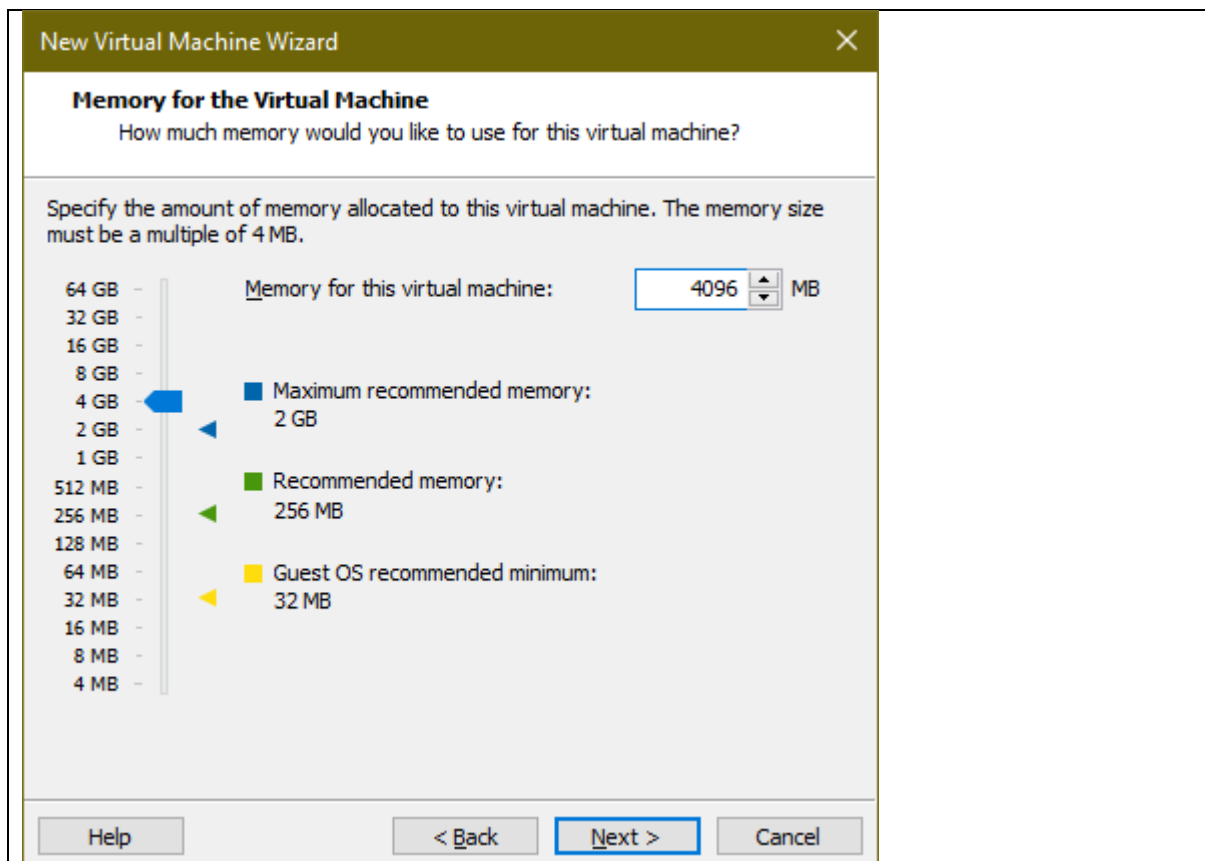 New Virtual Machine Wizard
Memory for the Virtual Machine
How much memory would you like to use for this virtual machine?
Specify the amount of memory allocated to this virtual machine. The memory size
must be a multiple of 4 MB.
64 GB
Memory for this virtual machine: 4096 MB
32 GB
16 GB
8 GB
4 GB
Maximum recommended memory:
2 GB
2 GB
1 GB
512 MB
Recommended memory:
256 MB
256 MB
128 MB
64 MB
Guest OS recommended minimum:
32 MB
32 MB
16 MB
8 MB
4 MB
Help
< Back
Next >
Cancel